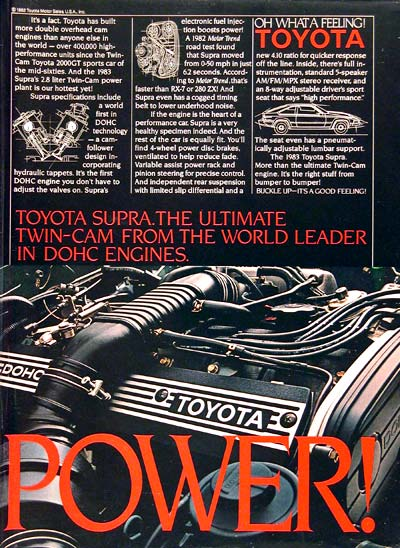 © 1982 Toyota Motor Sales, U.S.A., Inc.
It's a fact. Toyota has built
more double overhead cam
engines than anyone else in
the world — over 400,000 high-
performance units since the Twin-
Cam Toyota 2000GT sports car of
the mid-sixties. And the 1983
Supra's 2.8 liter Twin-Cam power
plant is our hottest yet!
Supra specifications include
a world
first in
DOHC
technology
— a cam-
follower
design in-
corporating
hydraulic tappets. It's the first
DOHC engine you don't have to
adjust the valves on. Supra's
electronic fuel injec-
tion boosts power!
A 1982 Motor Trend
road test found
that Supra moved
from 0-50 mph in just
6.2 seconds. Accord-
ing to Motor Trend, that's
faster than RX-7 or 280 ZX! And
Supra even has a cogged timing
belt to lower underhood noise.
If the engine is the heart of a
performance car, Supra is a very
healthy specimen indeed. And the
rest of the car is equally fit. You'll
find 4-wheel power disc brakes,
ventilated to help reduce fade.
Variable assist power rack and
pinion steering for precise control.
And independent rear suspension
with limited slip differential and a
OH WHAT A FEELING!
TOYOTA
new 4.10 ratio for quicker response
off the line. Inside, there's full in-
strumentation, standard 5-speaker
AM/FM/MPX stereo receiver, and
an 8-way adjustable driver's sport
seat that says "high performance."
The seat even has a pneumat-
ically adjustable lumbar support.
The 1983 Toyota Supra.
More than the ultimate Twin-Cam
engine. It's the right stuff from
bumper to bumper!
BUCKLE UP—IT'S A GOOD FEELING!
TOYOTA SUPRA. THE ULTIMATE
TWIN-CAM FROM THE WORLD LEADER
IN DOHC ENGINES.
DOHC
TOYOTA
POWER!